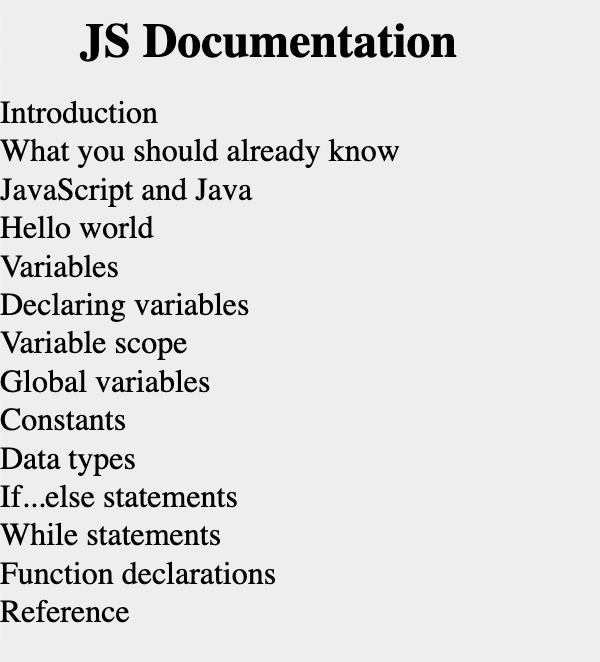 JS Documentation
Introduction
What you should already know
JavaScript and Java
Hello world
Variables
Declaring variables
Variable scope
Global variables
Constants
Data types
If...else statements
While statements
Function declarations
Reference